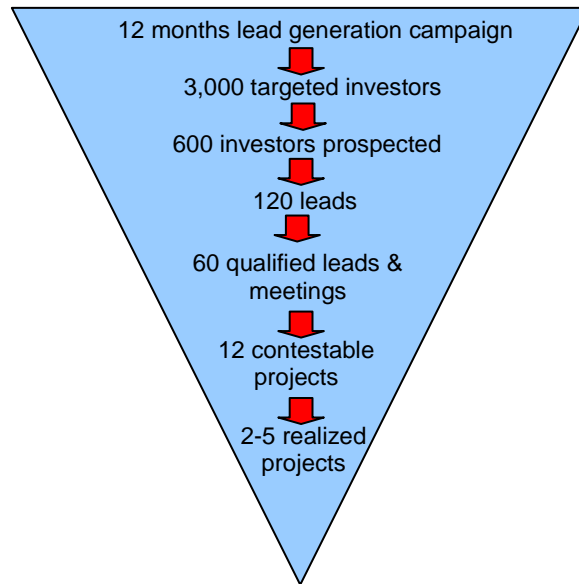 12 months lead generation campaign
3,000 targeted investors
600 investors prospected
120 leads
60 qualified leads &
meetings
12 contestable
projects
2-5 realized
projects